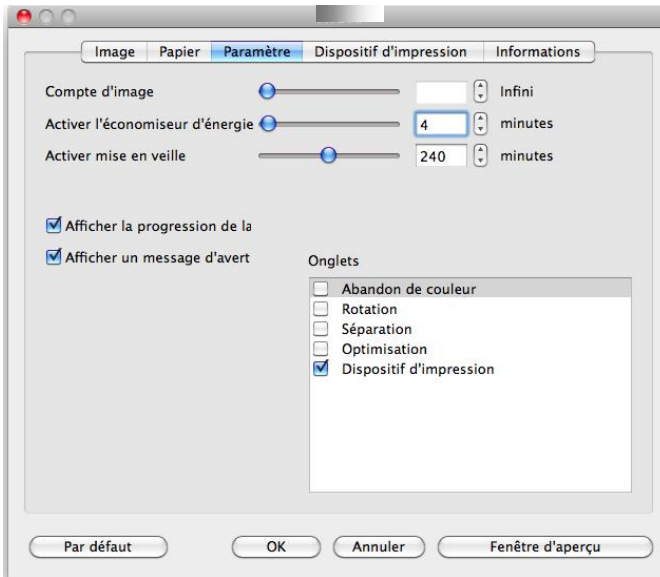 Image Papier Paramètre Dispositif d'impression Informations
Compte d'image Infini
Activer l'économiseur d'énergie 4 minutes
Activer mise en veille 240 minutes
Afficher la progression de la
Afficher un message d'avert
Onglets
Abandon de couleur
Rotation
Séparation
Optimisation
Dispositif d'impression
Par défaut OK Annuler Fenêtre d'aperçu